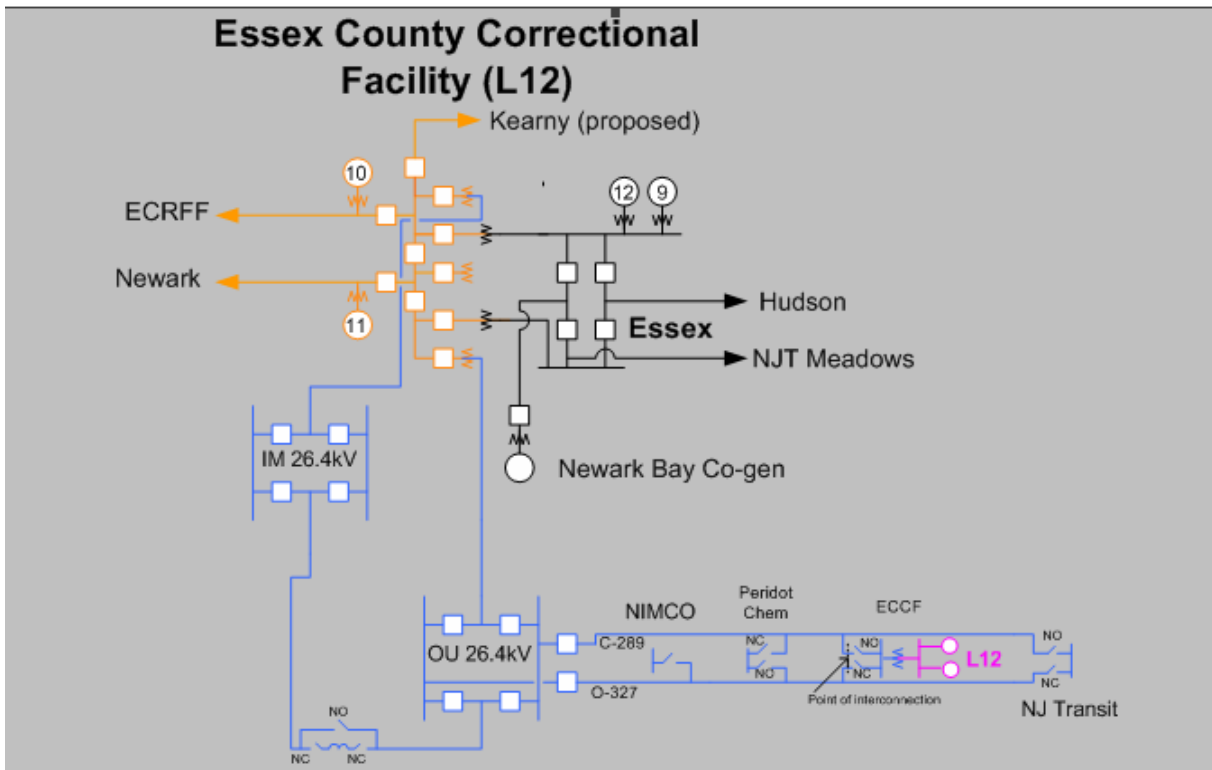 Essex County Correctional
Facility (L12)
Kearny (proposed)
10
12
9
ECRFF
Newark
Hudson
11
Essex
NJT Meadows
IM 26.4kV
Newark Bay Co-gen
Peridot
Chem
ECCF
NIMCO
C-289
NC
NO
NO
OU 26.4kV
L12
NO
NC
O-327
Point of interconnection
NC
NJ Transit
NO
NC
NC